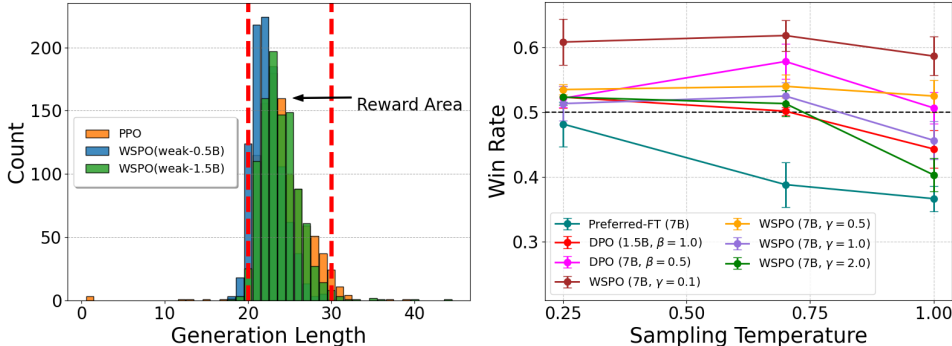 200
150
100
50
0
Count
PPO
WSPO(weak-0.5B)
WSPO(weak-1.5B)
Reward Area
0
10
20
30
40
Generation Length
0.6
0.5
0.4
0.3
Win Rate
Preferred-FT (7B)
DPO (1.5B, β = 1.0)
DPO (7B, β = 0.5)
WSPO (7B, γ = 0.1)
WSPO (7B, γ = 0.5)
WSPO (7B, γ = 1.0)
WSPO (7B, γ = 2.0)
0.25
0.50
0.75
1.00
Sampling Temperature